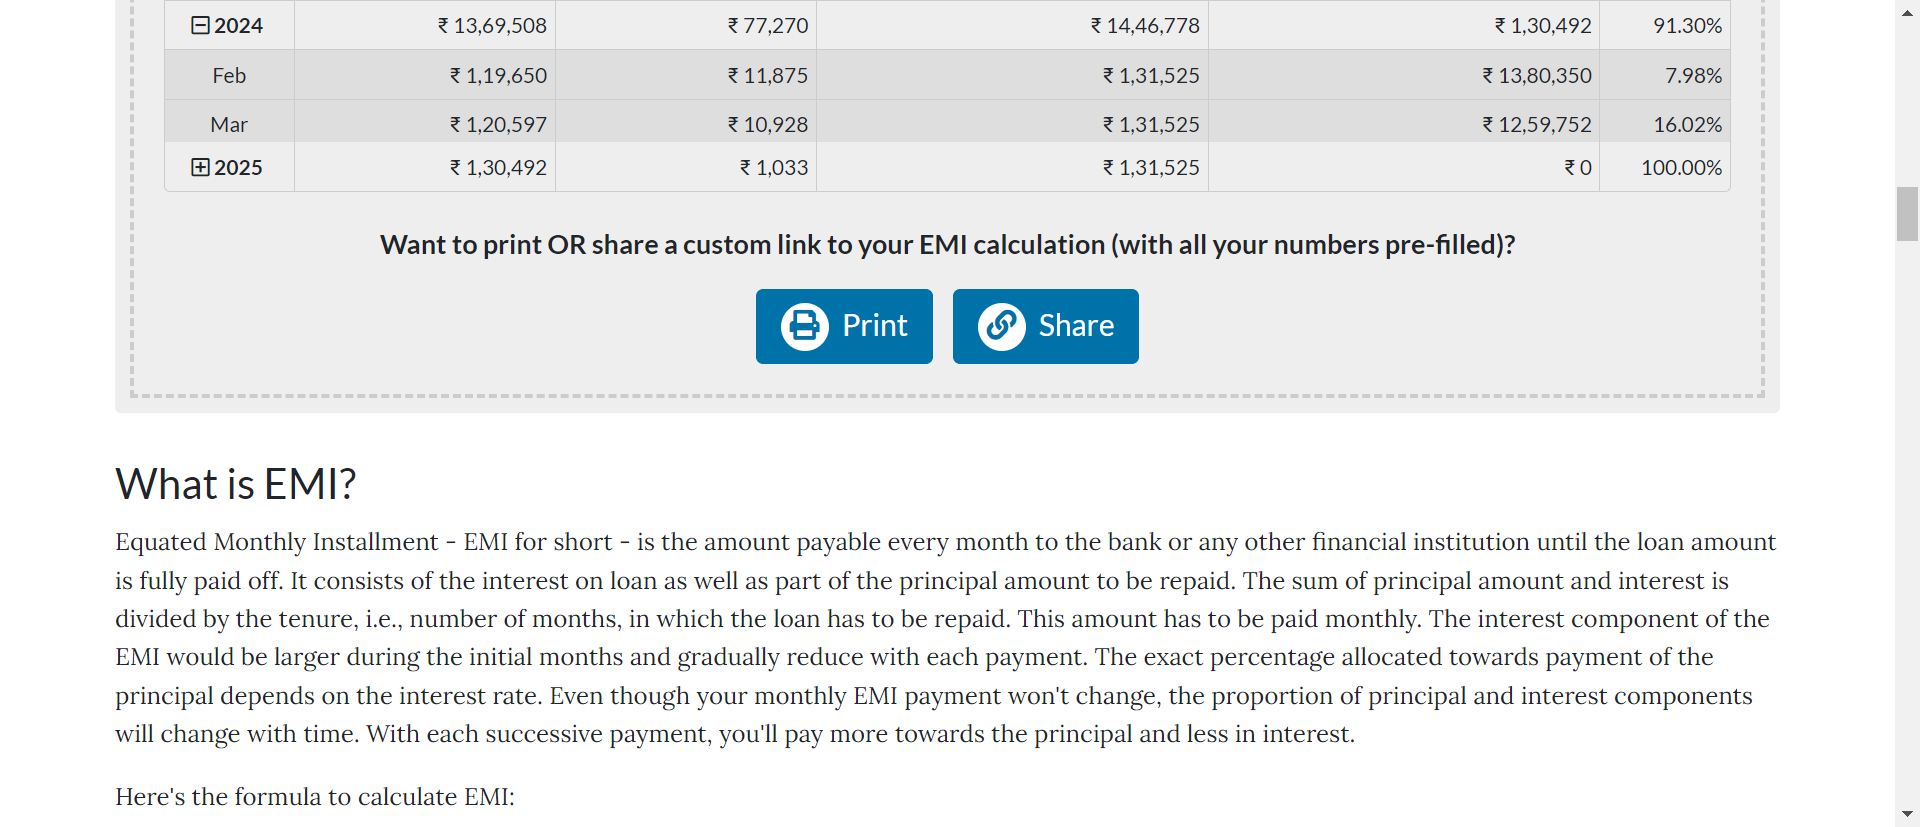 2024 ₹ 13,69,508 ₹ 77,270 ₹ 14,46,778 ₹ 1,30,492 91.30%
Feb ₹ 1,19,650 ₹ 11,875 ₹ 1,31,525 ₹ 13,80,350 7.98%
Mar ₹ 1,20,597 ₹ 10,928 ₹ 1,31,525 ₹ 12,59,752 16.02%
2025 ₹ 1,30,492 ₹ 1,033 ₹ 1,31,525 ₹ 0 100.00%
Want to print OR share a custom link to your EMI calculation (with all your numbers pre-filled)?
Print Share
What is EMI?
Equated Monthly Installment - EMI for short - is the amount payable every month to the bank or any other financial institution until the loan amount
is fully paid off. It consists of the interest on loan as well as part of the principal amount to be repaid. The sum of principal amount and interest is
divided by the tenure, i.e., number of months, in which the loan has to be repaid. This amount has to be paid monthly. The interest component of the
EMI would be larger during the initial months and gradually reduce with each payment. The exact percentage allocated towards payment of the
principal depends on the interest rate. Even though your monthly EMI payment won't change, the proportion of principal and interest components
will change with time. With each successive payment, you'll pay more towards the principal and less in interest.
Here's the formula to calculate EMI: